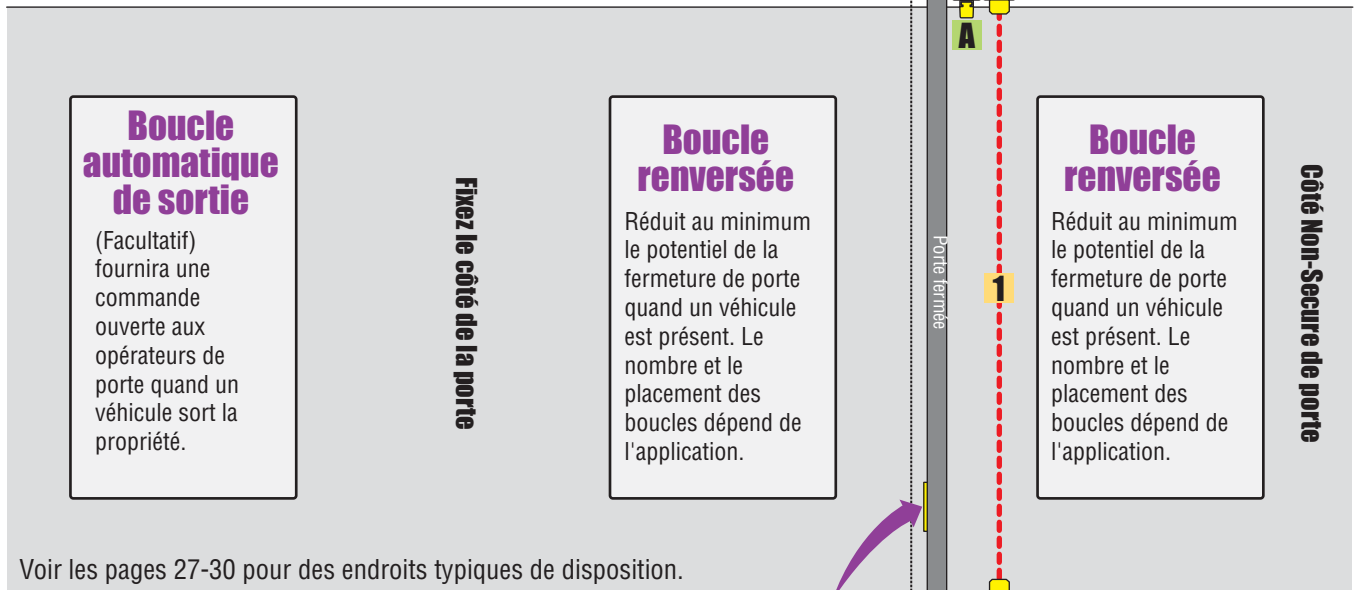 A
Boucle
automatique
de sortie
(Facultatif)
fournira une
commande
ouverte aux
opérateurs de
porte quand un
véhicule sort la
propriété.
Fixez le côté de la porte
Boucle
renversée
Réduit au minimum
le potentiel de la
fermeture de porte
quand un véhicule
est présent. Le
nombre et le
placement des
boucles dépend de
l'application.
Porte fermée
1
Boucle
renversée
Réduit au minimum
le potentiel de la
fermeture de porte
quand un véhicule
est présent. Le
nombre et le
placement des
boucles dépend de
l'application.
Côté Non-Secure de porte
Voir les pages 27-30 pour des endroits typiques de disposition.